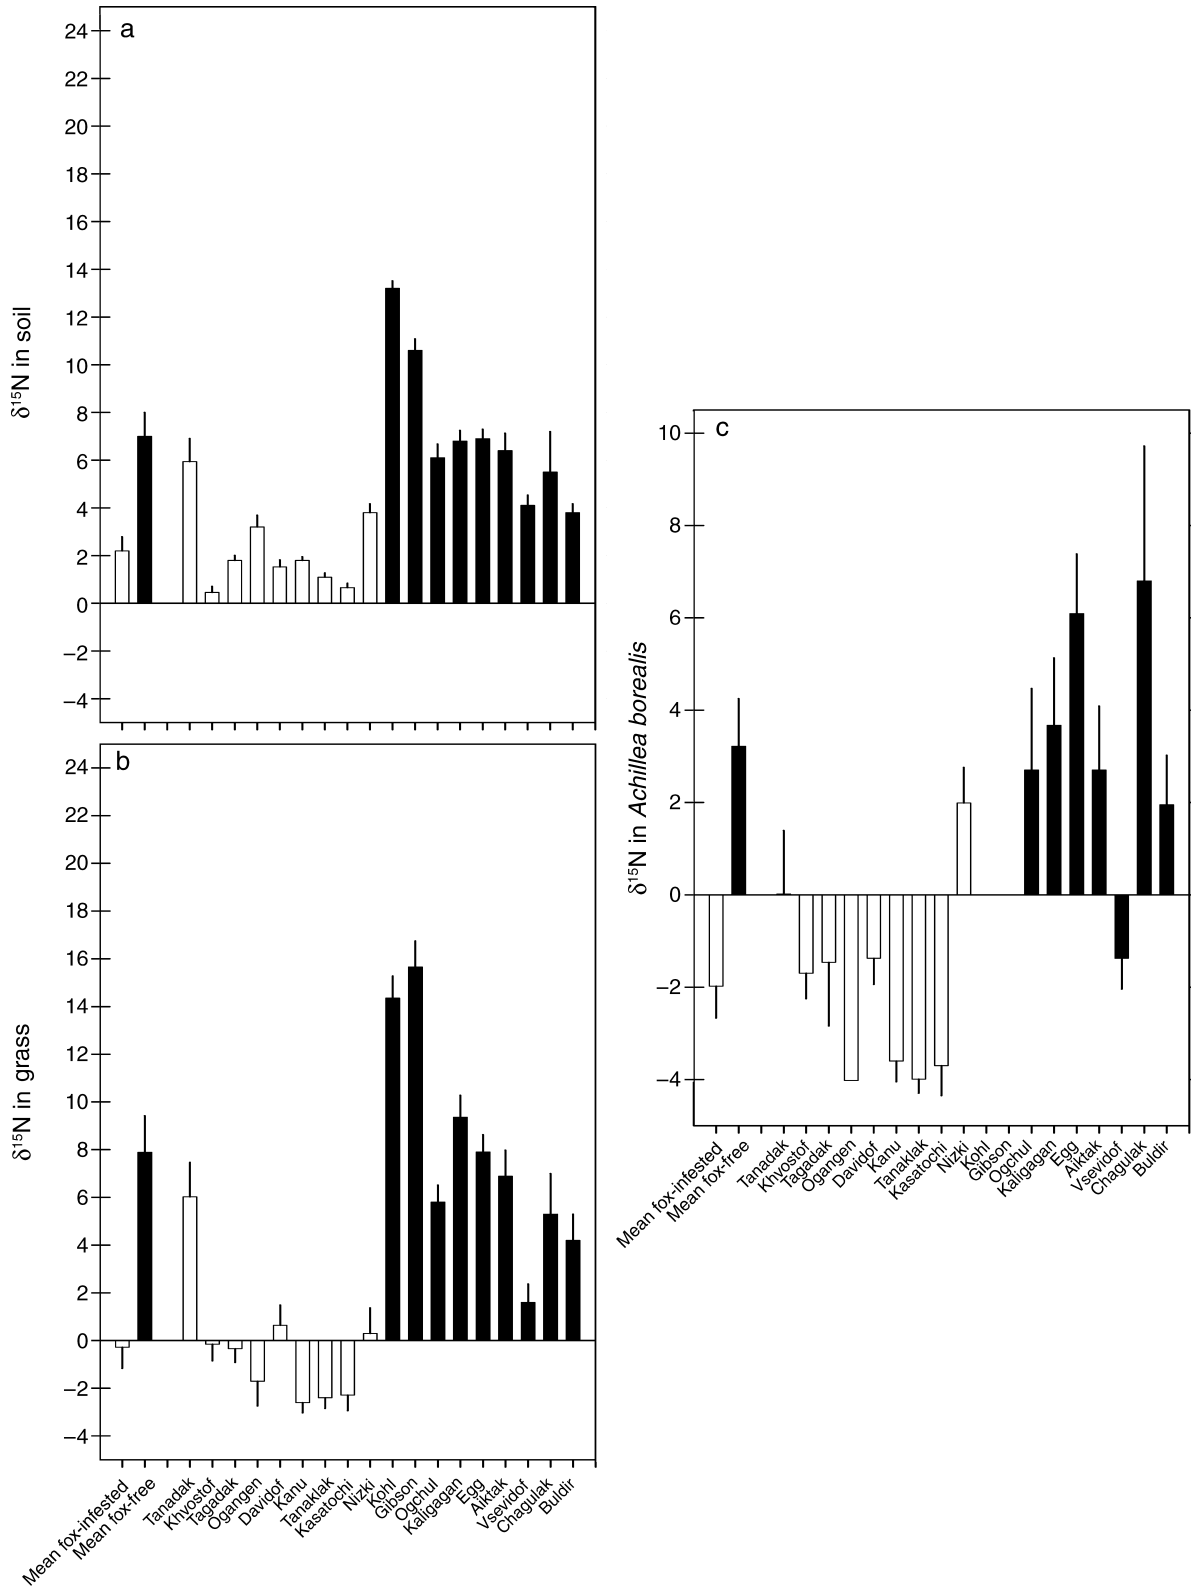 a
24
22
20
18
16
14
12
10
8
6
4
2
0
−2
−4
δ15N in soil
b
24
22
20
18
16
14
12
10
8
6
4
2
0
−2
−4
δ15N in grass
Mean fox-infested
Mean fox-free
Tanadak
Khvostof
Tagadak
Ogangen
Davidof
Kanu
Tanaklak
Kasatochi
Nizki
Kohl
Gibson
Ogchul
Kaligagan
Egg
Aiktak
Vsevidof
Chagulak
Buldir
c
10
8
6
4
2
0
−2
−4
δ15N in Achillea borealis
Mean fox-infested
Mean fox-free
Tanadak
Khvostof
Tagadak
Ogangen
Davidof
Kanu
Tanaklak
Kasatochi
Nizki
Kohl
Gibson
Ogchul
Kaligagan
Egg
Aiktak
Vsevidof
Chagulak
Buldir